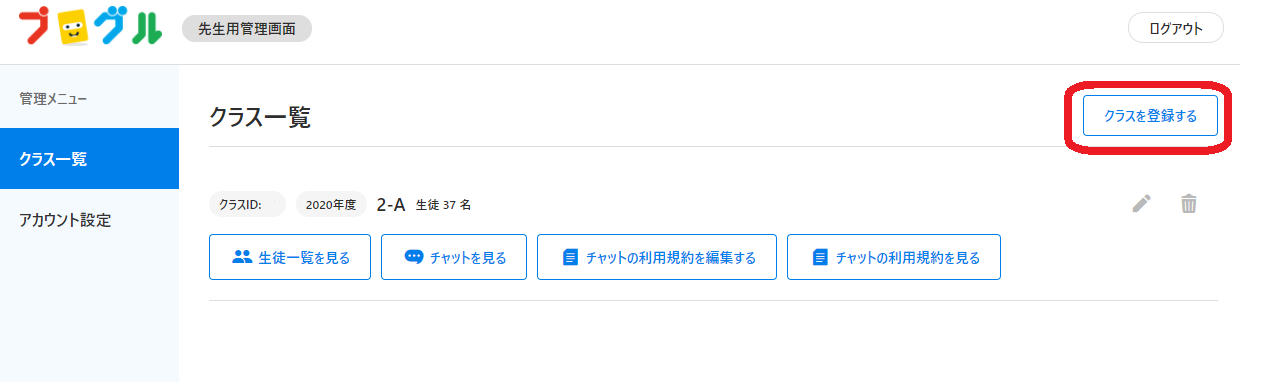 プログル 先生用管理画面 ログアウト
管理メニュー
クラス一覧 クラスを登録する
クラス一覧
クラスID: 2020年度 2-A 生徒 37 名
アカウント設定
生徒一覧を見る チャットを見る チャットの利用規約を編集する チャットの利用規約を見る